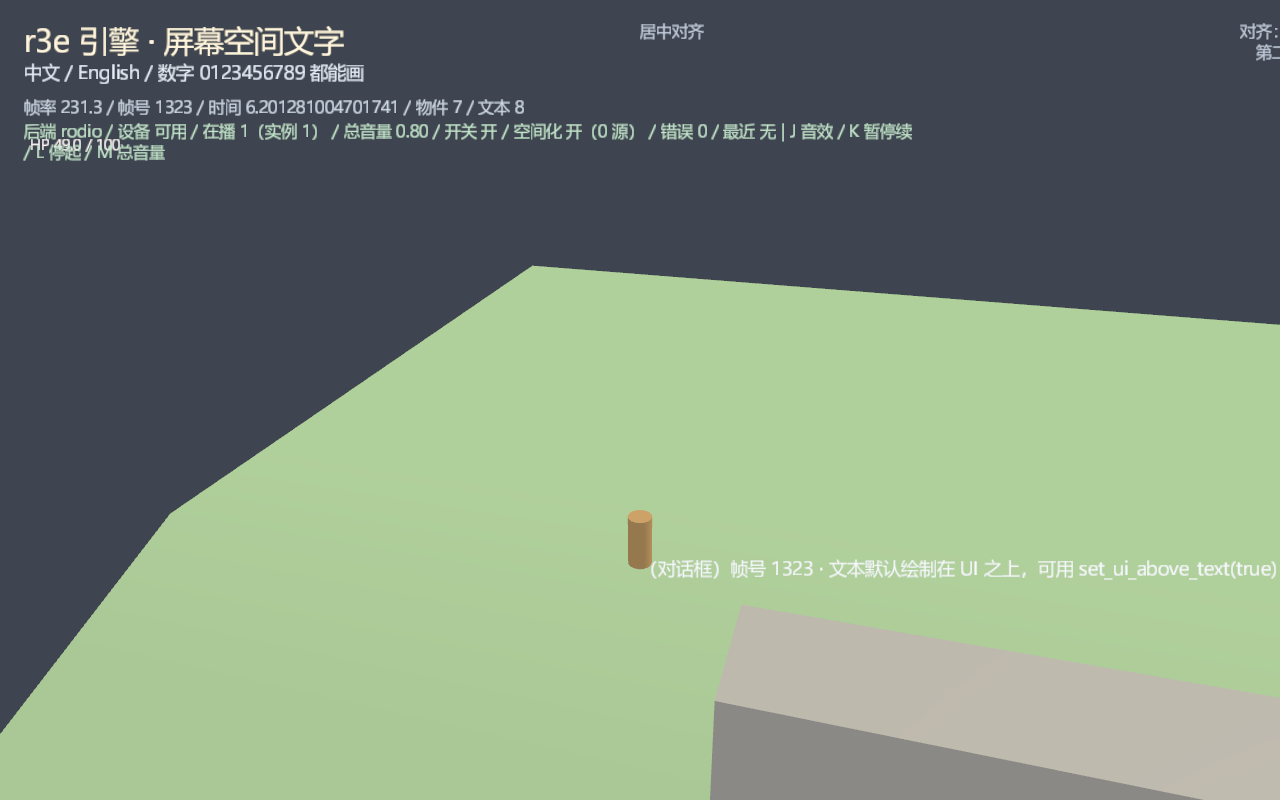 r3e 引擎 · 屏幕空间文字
居中对齐
对齐:
第二
中文 / English / 数字 0123456789 都能画
帧率 231.3 / 帧号 1323 / 时间 6.201281004701741 / 物件 7 / 文本 8
后端 rodio / 设备 可用 / 在播 1（实例 1） / 总音量 0.80 / 开关 开 / 空间化 开（0 源） / 错误 0 / 最近 无 | J 音效 / K 暂停续
/ L 停起 / M 总音量
HP 49.0 / 100
（对话框）帧号 1323 · 文本默认绘制在 UI 之上，可用 set_ui_above_text(true)